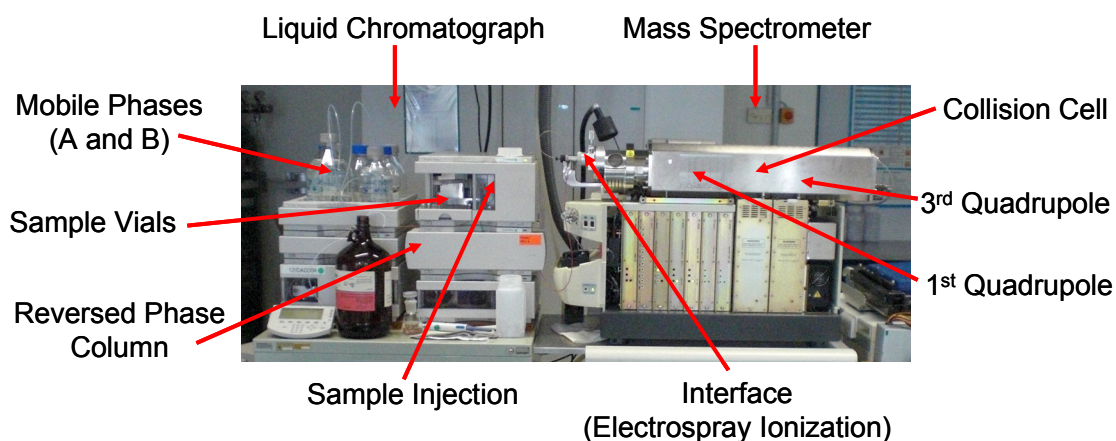 Liquid Chromatograph
Mass Spectrometer
Mobile Phases
(A and B)
Collision Cell
Sample Vials
3rd Quadrupole
1st Quadrupole
Reversed Phase
Column
Sample Injection
Interface
(Electrospray Ionization)